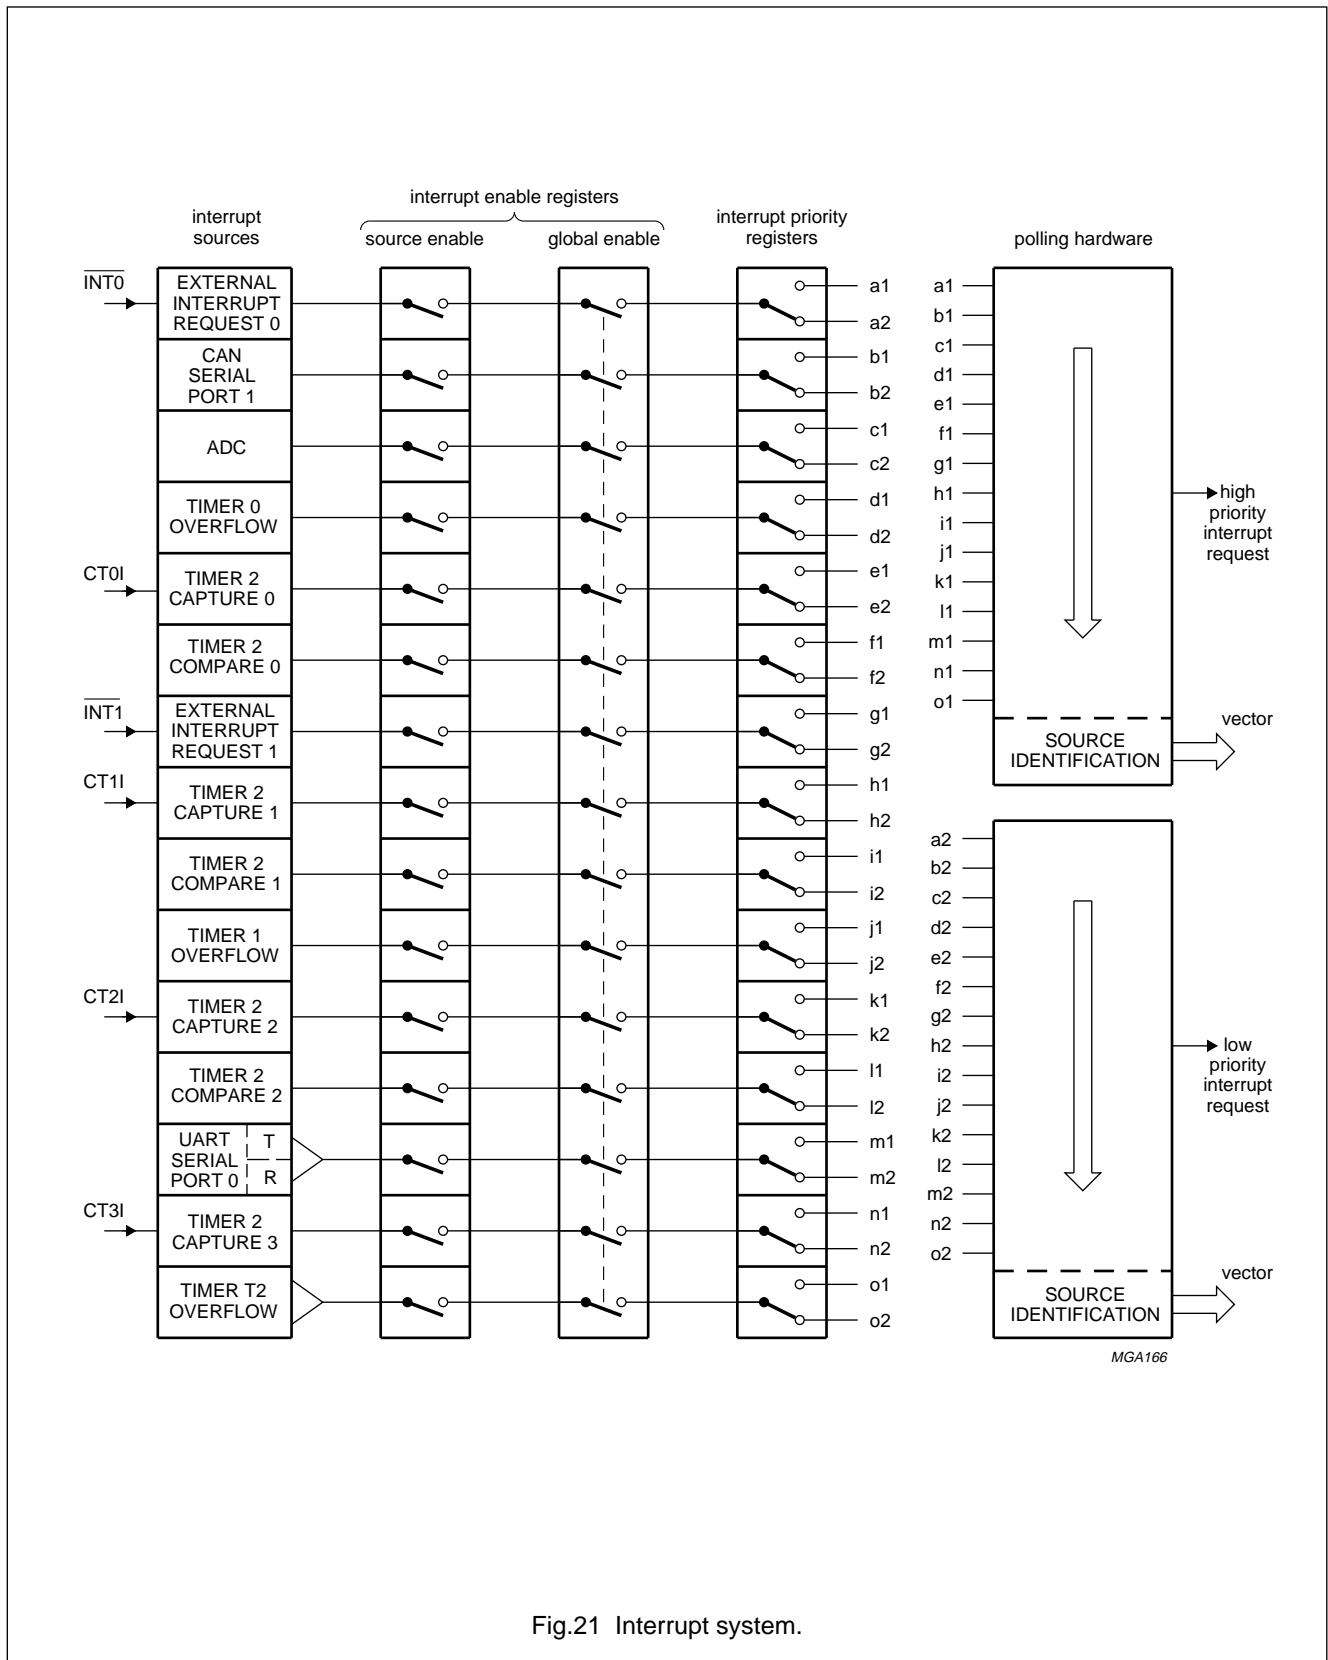 interrupt enable registers
interrupt
sources
source enable
global enable
interrupt priority
registers
polling hardware
INT0
EXTERNAL
INTERRUPT
REQUEST 0
a1
a2
CAN
SERIAL
PORT 1
b1
b2
ADC
c1
c2
TIMER 0
OVERFLOW
d1
d2
CT0I
TIMER 2
CAPTURE 0
e1
e2
TIMER 2
COMPARE 0
f1
f2
INT1
EXTERNAL
INTERRUPT
REQUEST 1
g1
g2
CT1I
TIMER 2
CAPTURE 1
h1
h2
TIMER 2
COMPARE 1
i1
i2
TIMER 1
OVERFLOW
j1
j2
CT2I
TIMER 2
CAPTURE 2
k1
k2
TIMER 2
COMPARE 2
l1
l2
UART
SERIAL
PORT 0
T
R
m1
m2
CT3I
TIMER 2
CAPTURE 3
n1
n2
TIMER T2
OVERFLOW
o1
o2
a1
b1
c1
d1
e1
f1
g1
h1
i1
j1
k1
l1
m1
n1
o1
high
priority
interrupt
request
SOURCE
IDENTIFICATION
vector
a2
b2
c2
d2
e2
f2
g2
h2
i2
j2
k2
l2
m2
n2
o2
low
priority
interrupt
request
SOURCE
IDENTIFICATION
vector
MGA166
Fig.21 Interrupt system.